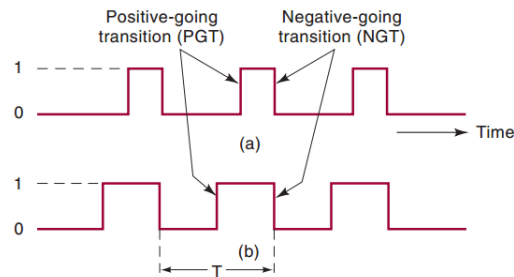 Positive-going
transition (PGT)
Negative-going
transition (NGT)
1
0
Time
(a)
1
0
(b)
T